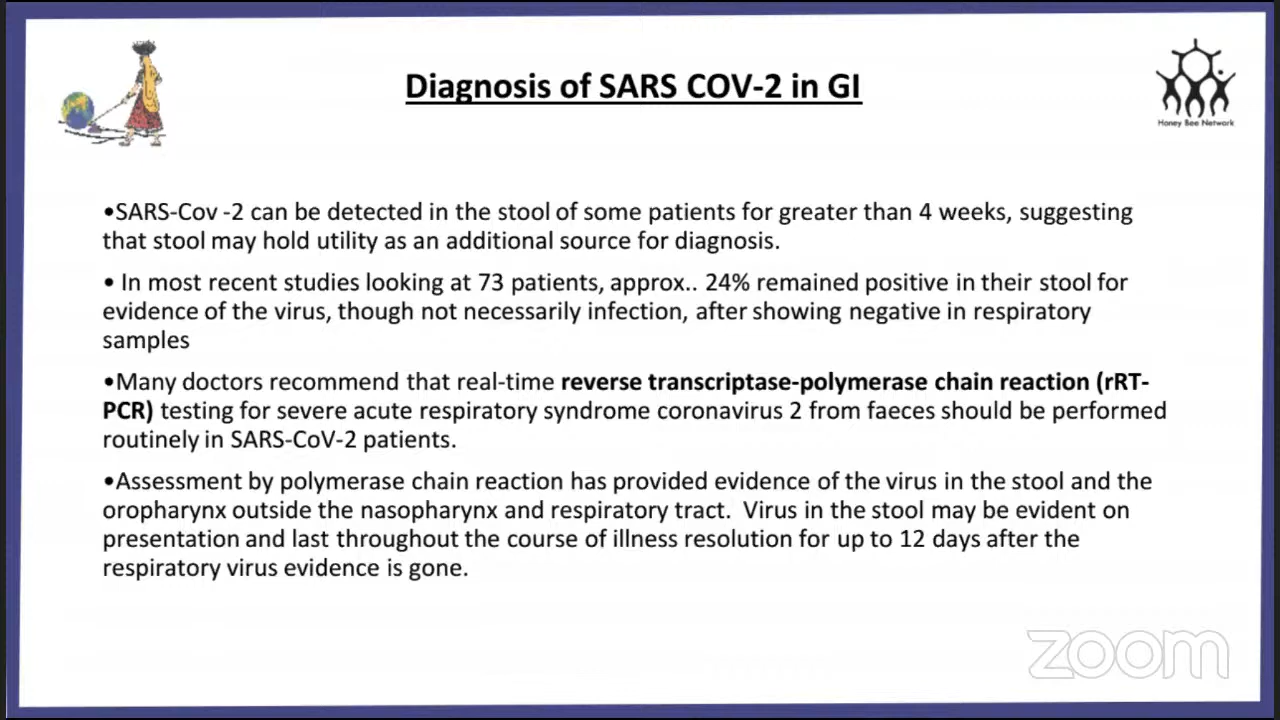 Diagnosis of SARS COV-2 in GI
Honey Bee Network
•SARS-Cov -2 can be detected in the stool of some patients for greater than 4 weeks, suggesting
that stool may hold utility as an additional source for diagnosis.
• In most recent studies looking at 73 patients, approx.. 24% remained positive in their stool for
evidence of the virus, though not necessarily infection, after showing negative in respiratory
samples
•Many doctors recommend that real-time reverse transcriptase-polymerase chain reaction (rRT-
PCR) testing for severe acute respiratory syndrome coronavirus 2 from faeces should be performed
routinely in SARS-CoV-2 patients.
•Assessment by polymerase chain reaction has provided evidence of the virus in the stool and the
oropharynx outside the nasopharynx and respiratory tract.  Virus in the stool may be evident on
presentation and last throughout the course of illness resolution for up to 12 days after the
respiratory virus evidence is gone.
zoom